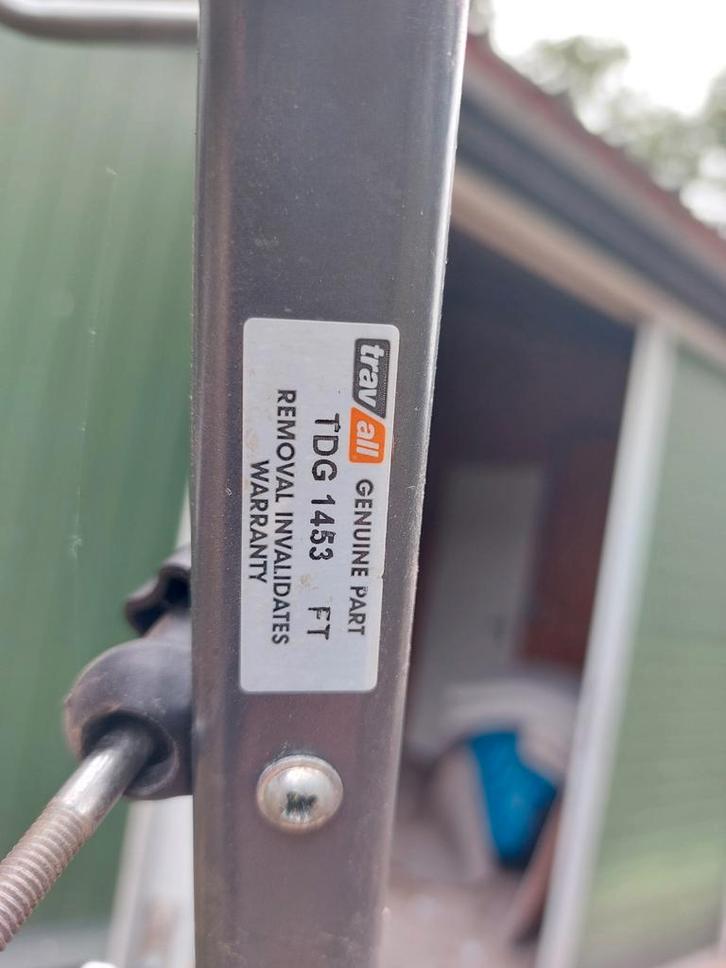 travall GENUINE PART
TDG 1453 FT
REMOVAL INVALIDATES
WARRANTY